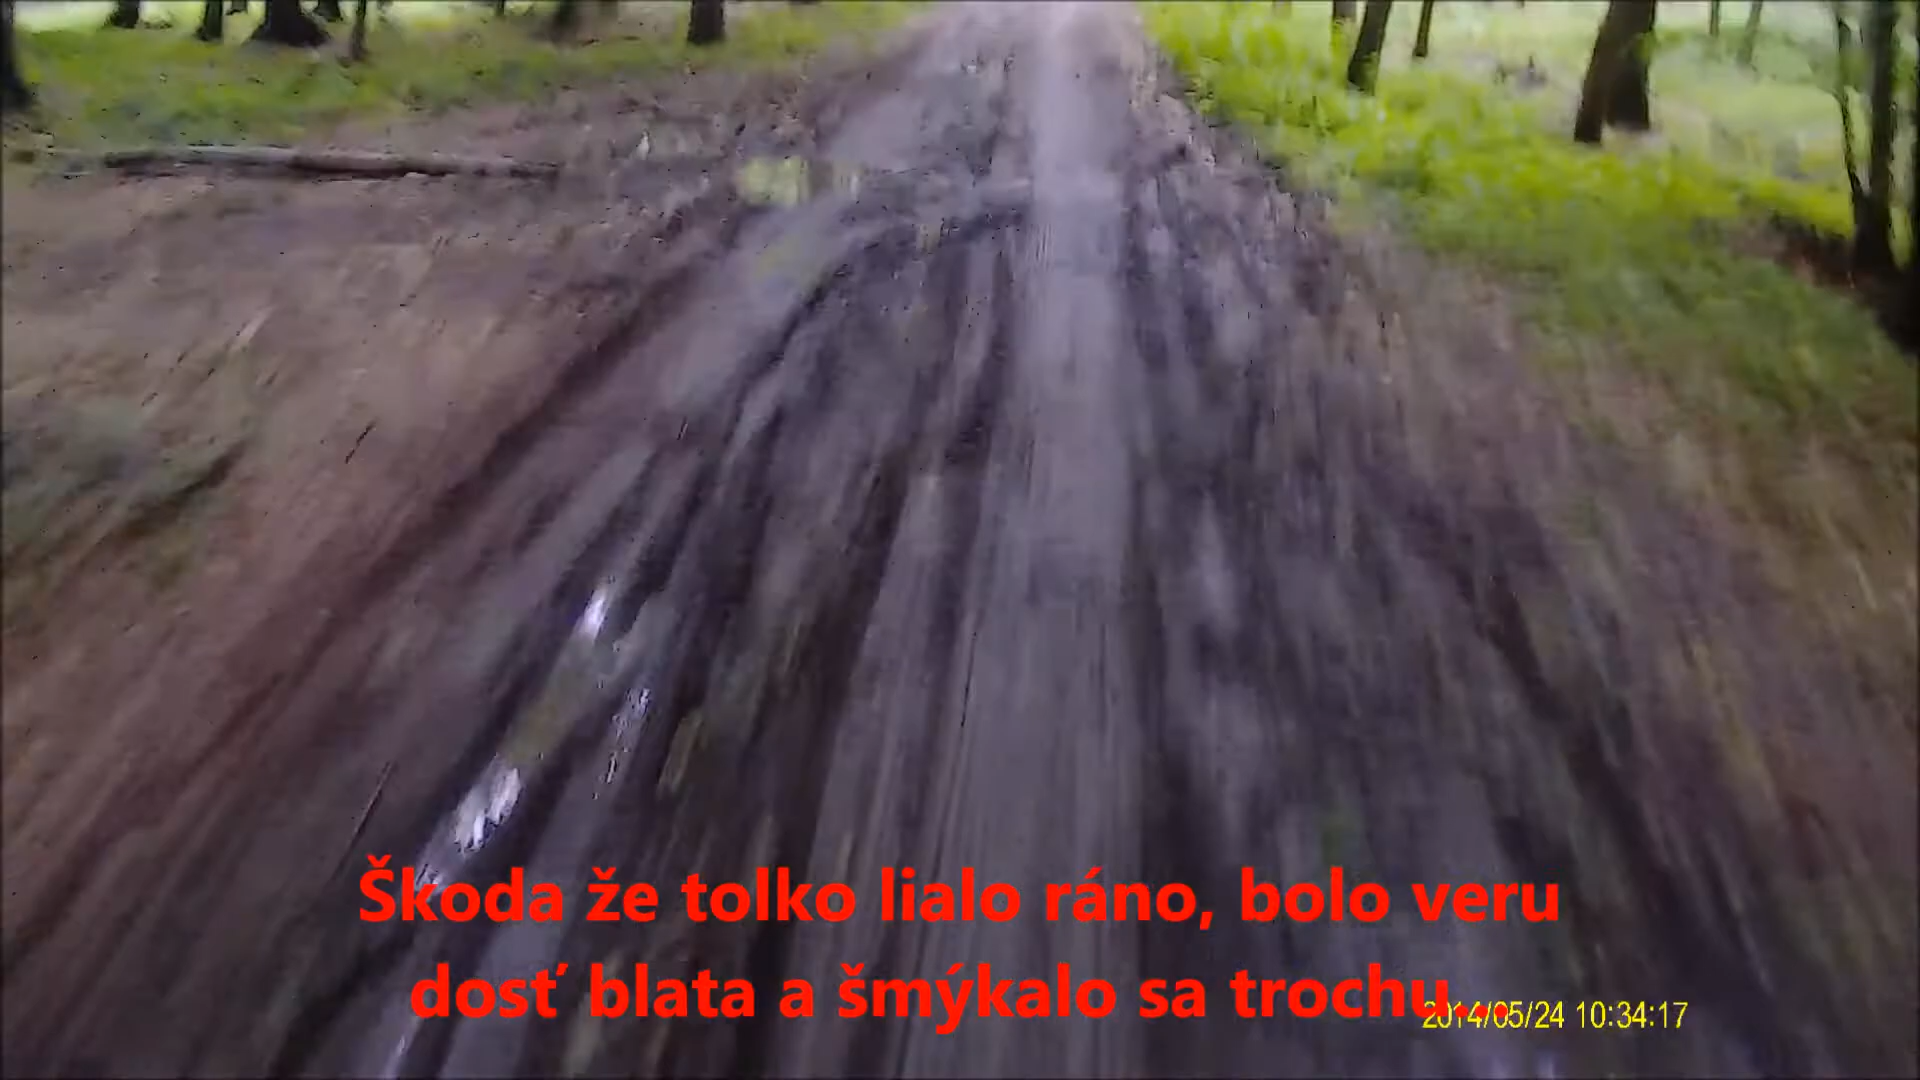 Škoda že tolko lialo ráno, bolo veru
dosť blata a šmýkalo sa trochu...
2014/05/24 10:34:17